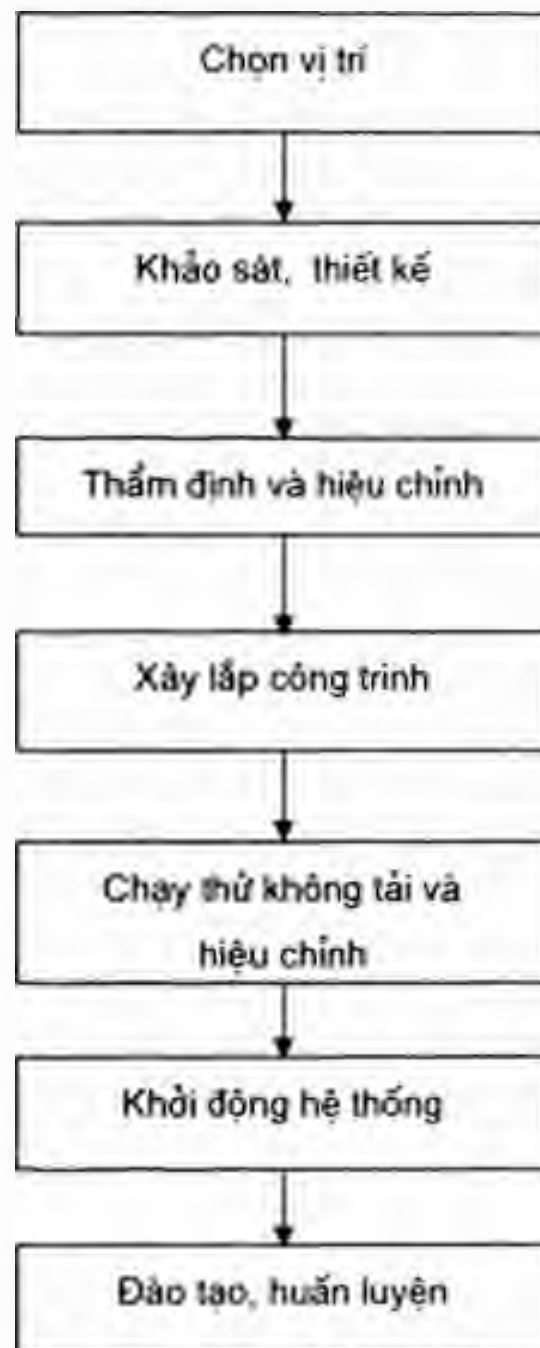 Chọn vị trí
Khảo sát, thiết kế
Thẩm định và hiệu chỉnh
Xây lắp công trình
Chạy thử không tải và
hiệu chỉnh
Khởi động hệ thống
Đào tạo, huấn luyện